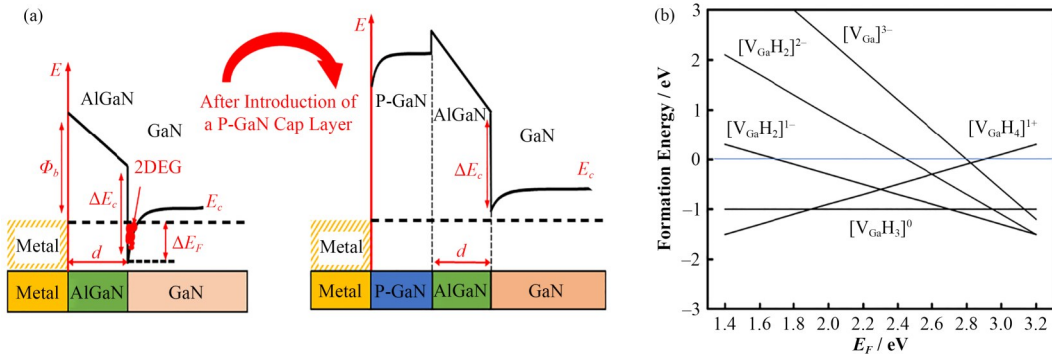 (a)
E
AlGaN
GaN
Φb
2DEG
ΔEc
Ec
ΔEF
Metal
d
Metal
AlGaN
GaN
After Introduction of
a P-GaN Cap Layer
E
P-GaN
AlGaN
GaN
ΔEc
Ec
Metal
d
Metal
P-GaN
AlGaN
GaN
(b)
Formation Energy / eV
3
2
1
0
−1
−2
−3
[VGaH2]2−
[VGa]3−
[VGaH2]1−
[VGaH4]1+
[VGaH3]0
1.4 1.6 1.8 2.0 2.2 2.4 2.6 2.8 3.0 3.2
EF / eV